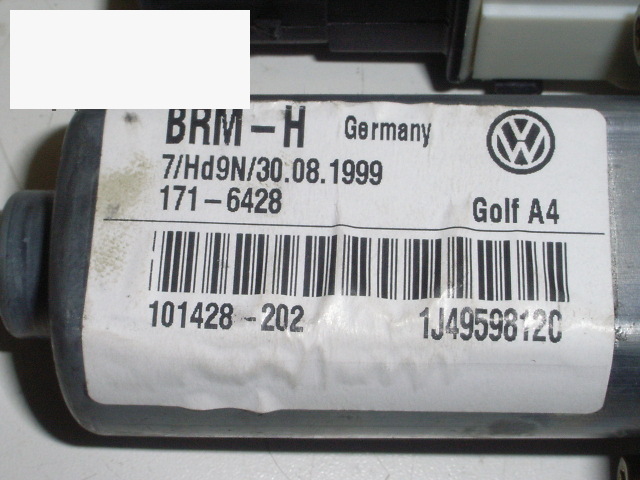 BRM-H Germany
7/Hd9N/30.08.1999
171-6428 Golf A4
101428-202 1J4959812C